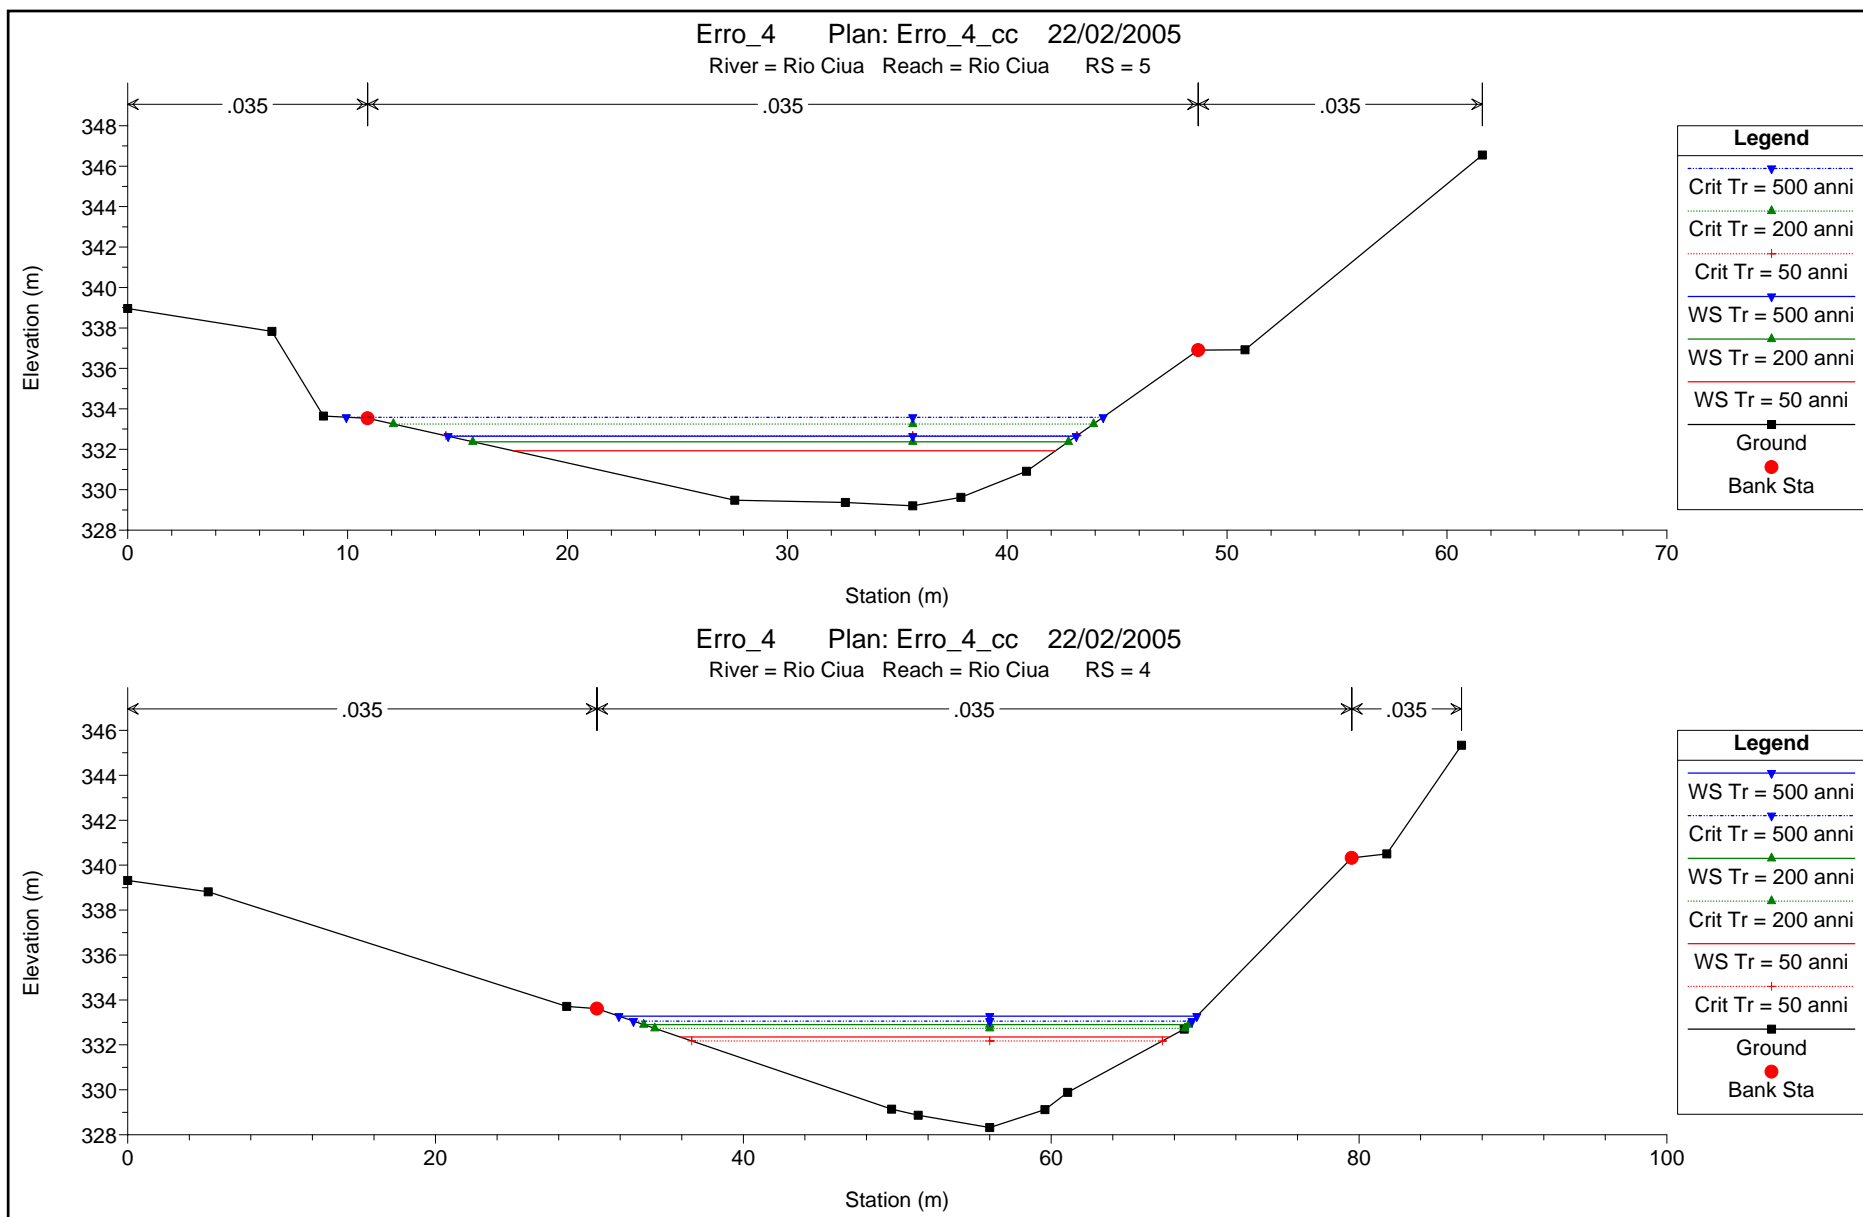 Erro_4 Plan: Erro_4_cc 22/02/2005
River = Rio Ciua Reach = Rio Ciua RS = 5
.035 .035 .035
348
346
344
342
340
338
336
334
332
330
328
Elevation (m)
0 10 20 30 40 50 60 70
Station (m)
Legend
Crit Tr = 500 anni
Crit Tr = 200 anni
Crit Tr = 50 anni
WS Tr = 500 anni
WS Tr = 200 anni
WS Tr = 50 anni
Ground
Bank Sta
Erro_4 Plan: Erro_4_cc 22/02/2005
River = Rio Ciua Reach = Rio Ciua RS = 4
.035 .035 .035
346
344
342
340
338
336
334
332
330
328
Elevation (m)
0 20 40 60 80 100
Station (m)
Legend
WS Tr = 500 anni
Crit Tr = 500 anni
WS Tr = 200 anni
Crit Tr = 200 anni
WS Tr = 50 anni
Crit Tr = 50 anni
Ground
Bank Sta